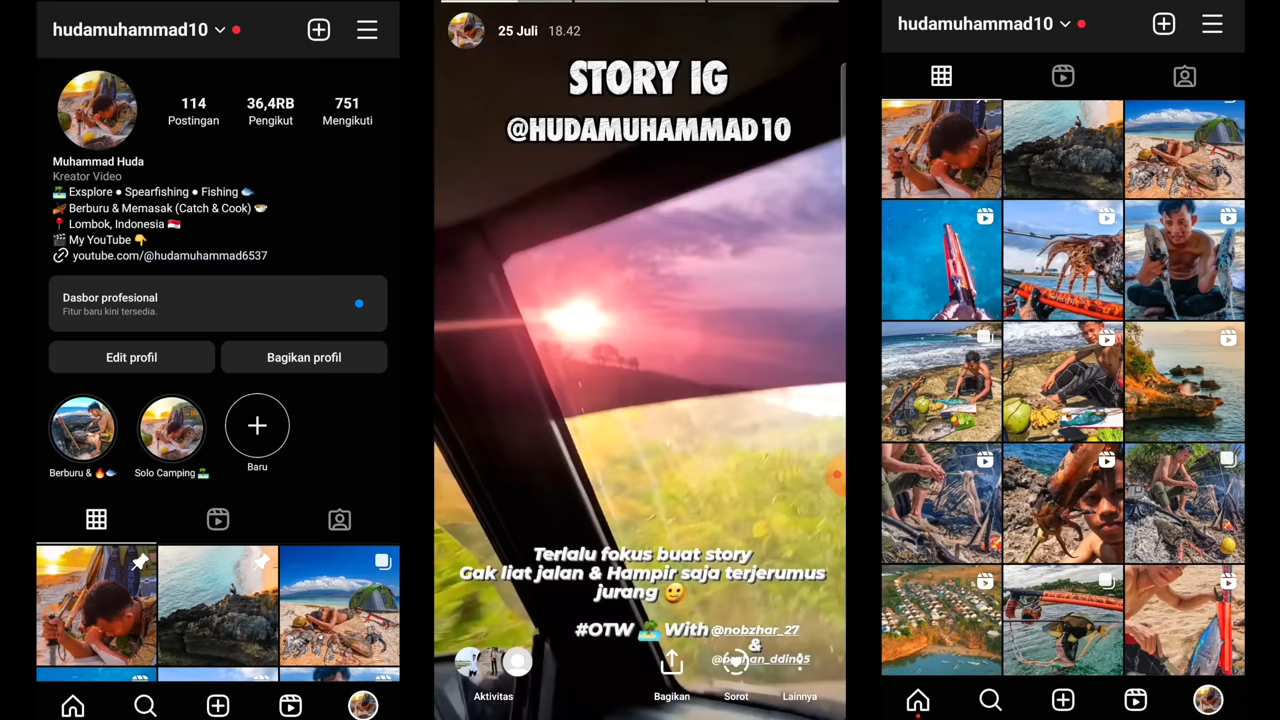 hudamuhammad10
114
Postingan
36,4RB
Pengikut
751
Mengikuti
Muhammad Huda
Kreator Video
🏝️ Exsplore ● Spearfishing ● Fishing 🐟
🛶 Berburu & Memasak (Catch & Cook) 🍲
📍 Lombok, Indonesia 🇮🇩
🎬 My YouTube 👇
youtube.com/@hudamuhammad6537
Dasbor profesional
Fitur baru kini tersedia.
Edit profil
Bagikan profil
Berburu & 🔥🐟
Solo Camping 🏝️
Baru
25 Juli 18.42
STORY IG
@HUDAMUHAMMAD10
Terlalu fokus buat story
Gak liat jalan & Hampir saja terjerumus
jurang 🥲
#OTW 🏝️ With @nobzhar_27
&
Aktivitas
Bagikan
Sorot
Lainnya
hudamuhammad10